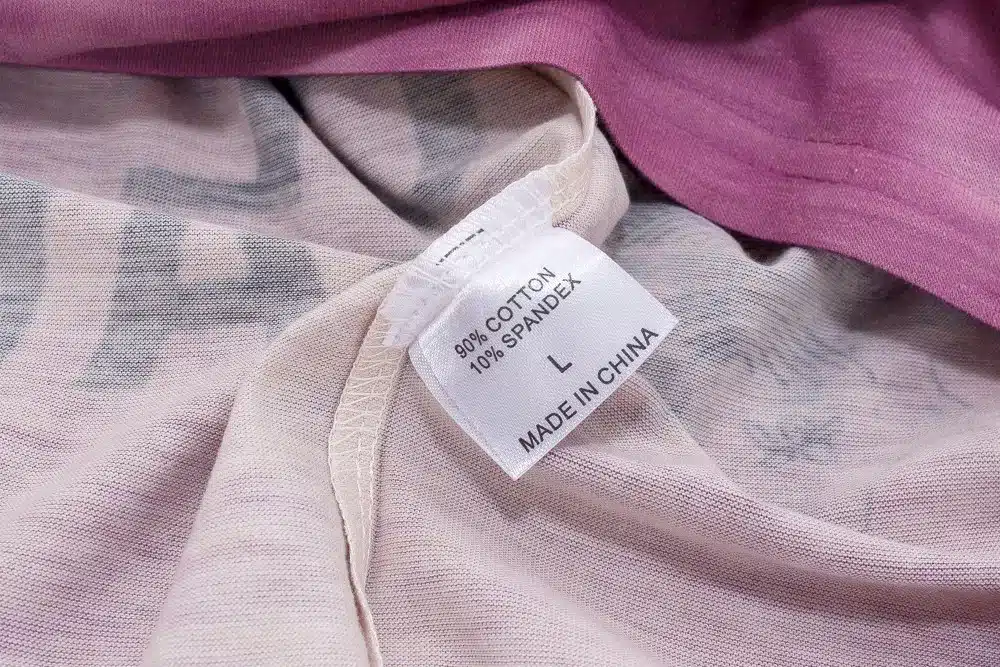 90% COTTON
10% SPANDEX
L
MADE IN CHINA